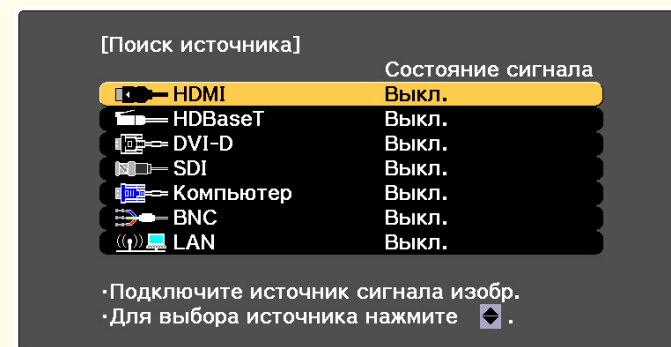 [Поиск источника]
Состояние сигнала
HDMI Выкл.
HDBaseT Выкл.
DVI-D Выкл.
SDI Выкл.
Компьютер Выкл.
BNC Выкл.
LAN Выкл.
·Подключите источник сигнала изобр.
·Для выбора источника нажмите .